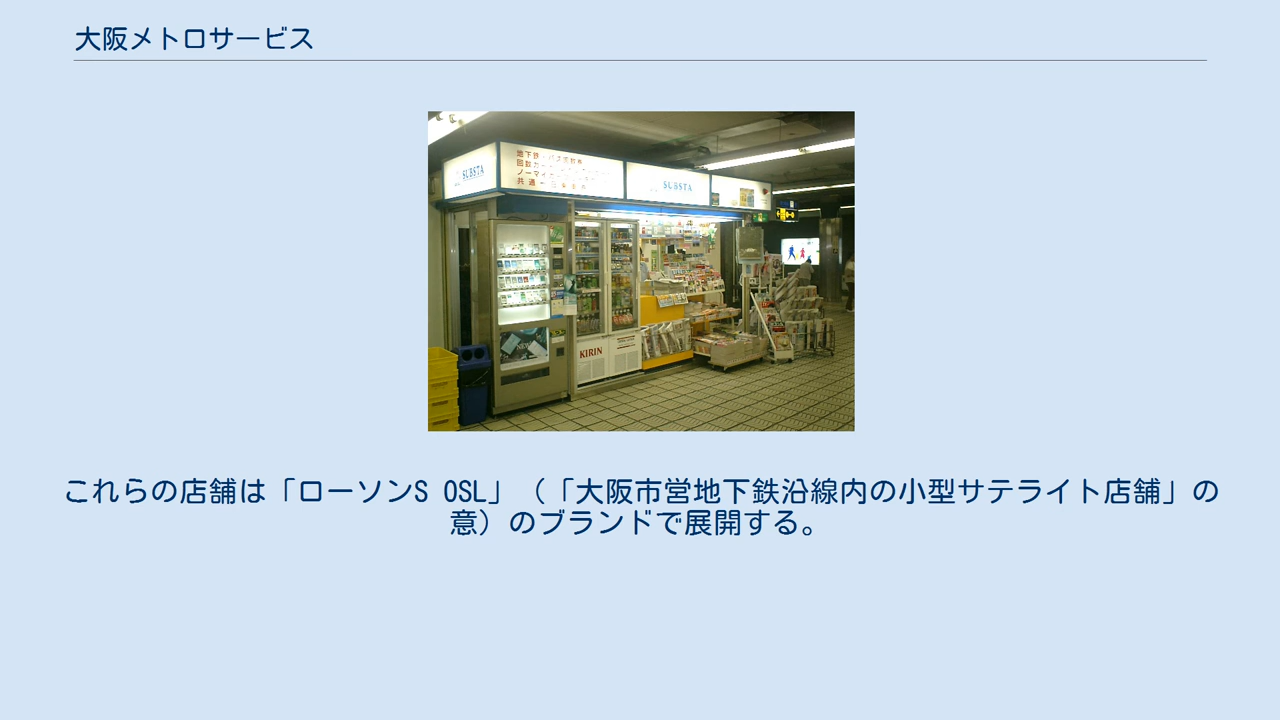 大阪メトロサービス
SUBSTA
SUBSTA
KIRIN
これらの店舗は「ローソンS OSL」（「大阪市営地下鉄沿線内の小型サテライト店舗」の
意）のブランドで展開する。